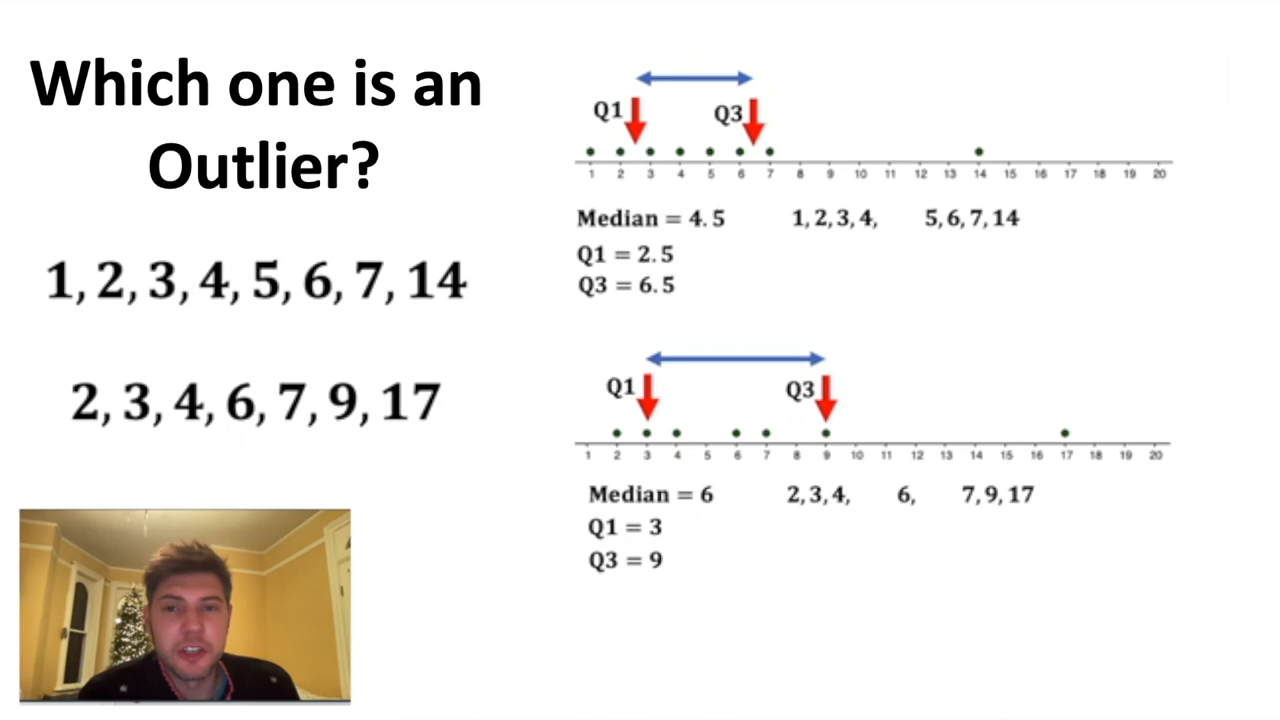 Which one is an
Outlier?
1, 2, 3, 4, 5, 6, 7, 14
2, 3, 4, 6, 7, 9, 17
Q1 Q3
1 2 3 4 5 6 7 8 9 10 11 12 13 14 15 16 17 18 19 20
Median = 4.5 1, 2, 3, 4, 5, 6, 7, 14
Q1 = 2.5
Q3 = 6.5
Q1 Q3
1 2 3 4 5 6 7 8 9 10 11 12 13 14 15 16 17 18 19 20
Median = 6 2, 3, 4, 6, 7, 9, 17
Q1 = 3
Q3 = 9